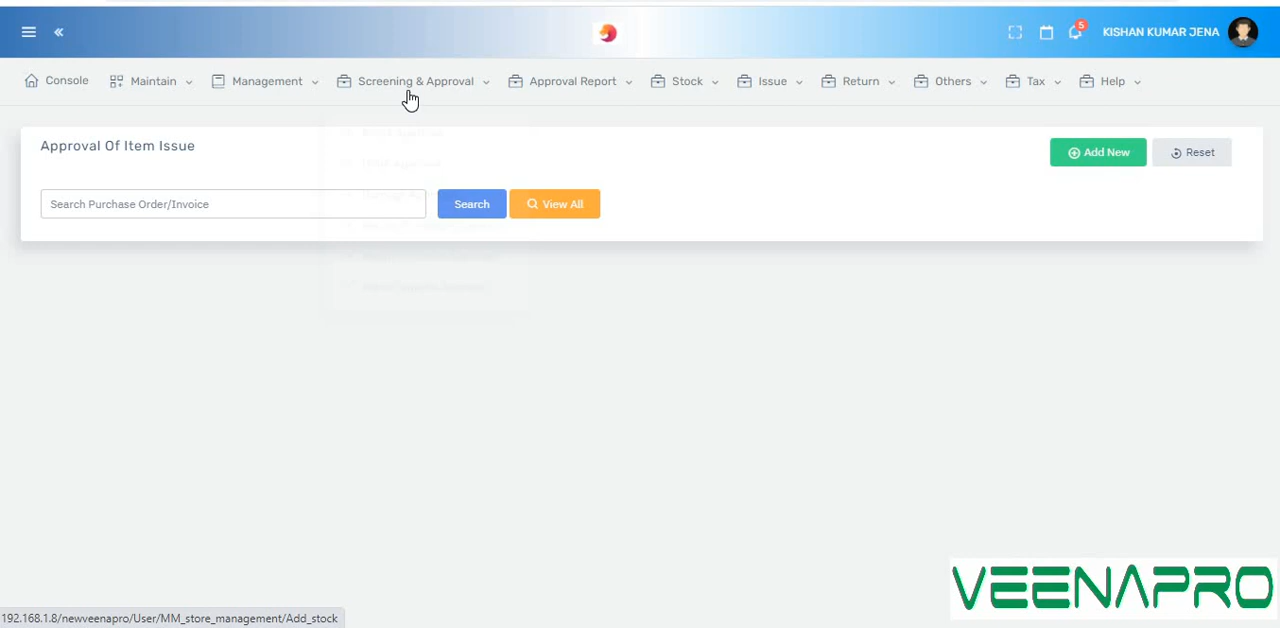 5
KISHAN KUMAR JENA
Console
Maintain
Management
Screening & Approval
Approval Report
Stock
Issue
Return
Others
Tax
Help
Approval Of Item Issue
Add New
Reset
Search Purchase Order/Invoice
Search
View All
VEENAPRO
192.168.1.8/newveenapro/User/MM_store_management/Add_stock